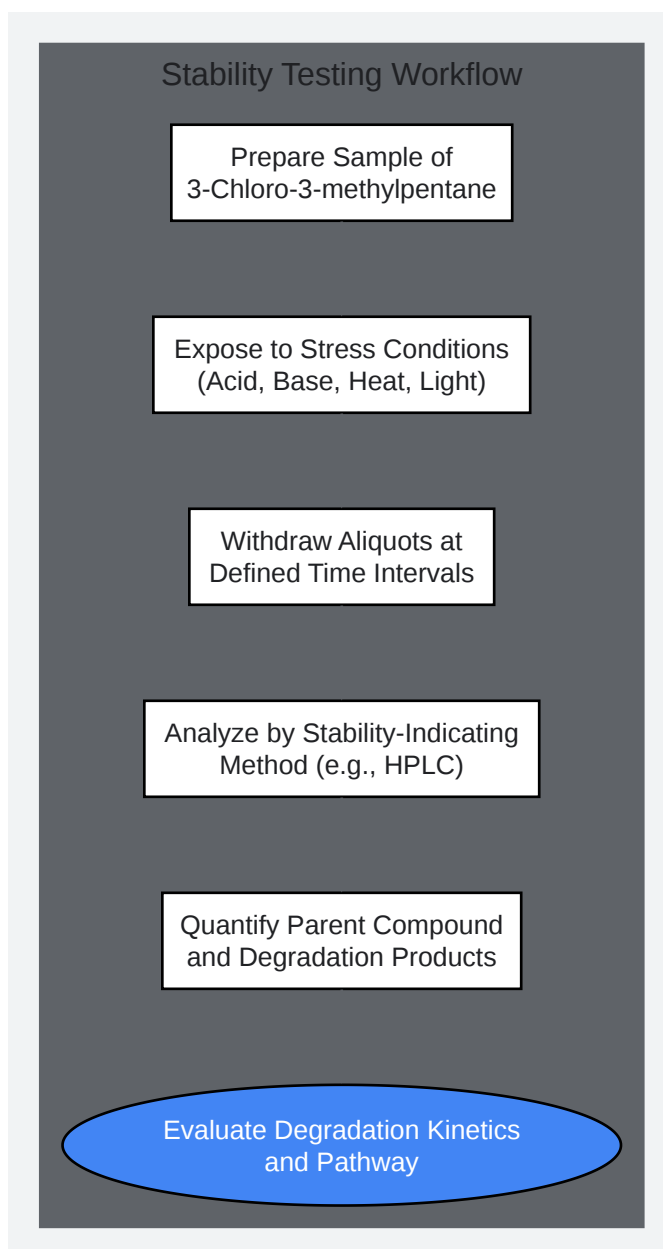 Stability Testing Workflow
Prepare Sample of
3-Chloro-3-methylpentane
Expose to Stress Conditions
(Acid, Base, Heat, Light)
Withdraw Aliquots at
Defined Time Intervals
Analyze by Stability-Indicating
Method (e.g., HPLC)
Quantify Parent Compound
and Degradation Products
Evaluate Degradation Kinetics
and Pathway